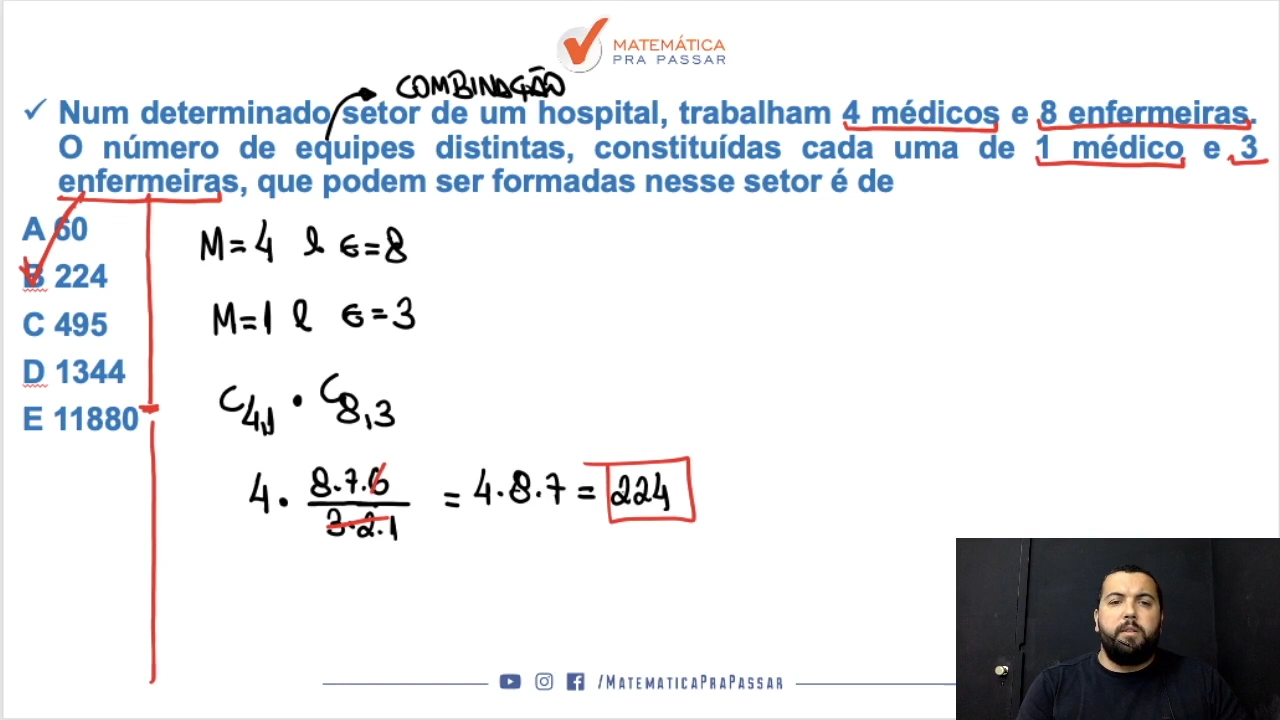 MATEMÁTICA
PRA PASSAR
COMBINAÇÃO
✓ Num determinado setor de um hospital, trabalham 4 médicos e 8 enfermeiras.
O número de equipes distintas, constituídas cada uma de 1 médico e 3
enfermeiras, que podem ser formadas nesse setor é de
A 60
B 224
C 495
D 1344
E 11880
M=4 e E=8
M=1 e E=3
C4,1 · C8,3
4 · 8.7.6 / 3.2.1 = 4.8.7 = 224
/MatematicaPraPassar